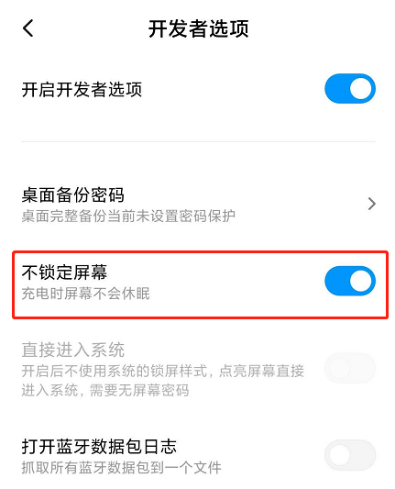 开发者选项
开启开发者选项
桌面备份密码
桌面完整备份当前未设置密码保护
不锁定屏幕
充电时屏幕不会休眠
直接进入系统
开启后不使用系统的锁屏样式，点亮屏幕直接
进入系统，需要无屏幕密码
打开蓝牙数据包日志
抓取所有蓝牙数据包到一个文件